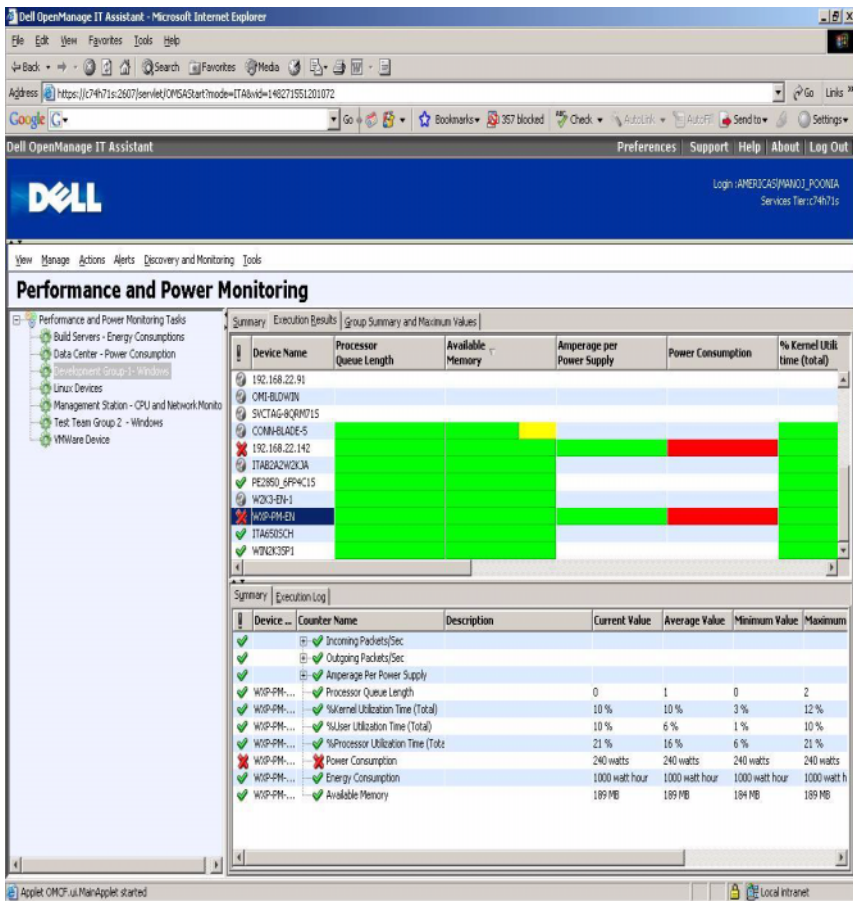 Dell OpenManage IT Assistant - Microsoft Internet Explorer
File Edit View Favorites Tools Help
Back Search Favorites Media
Address https://c74h71s:2607/servlet/OMSAStart?mode=ITA&vid=148271551201072 Go Links
Google G Go Bookmarks 357 blocked Check AutoLink AutoFill Send to Settings
Dell OpenManage IT Assistant Preferences Support Help About Log Out
DELL
Login :AMERICAS\MANOJ_POONIA
Services Tier:c74h71s
View Manage Actions Alerts Discovery and Monitoring Tools
Performance and Power Monitoring
Performance and Power Monitoring Tasks
Build Servers - Energy Consumptions
Data Center - Power Consumption
Development Group-1- Windows
Linux Devices
Management Station - CPU and Network Monito
Test Team Group 2 - Windows
VMWare Device
Summary Execution Results Group Summary and Maximum Values
Device Name Processor Queue Length Available Memory Amperage per Power Supply Power Consumption % Kernel Utili time (total)
192.168.22.91
OMI-BLDWIN
SVCTAG-8QRM71S
CONN-BLADE-5
192.168.22.142
ITAB2A2W2KJA
PE2850_6FP4C1S
W2K3-EN-1
WXP-PM-EN
ITA650SCH
WIN2K3SP1
Summary Execution Log
Device ... Counter Name Description Current Value Average Value Minimum Value Maximum
Incoming Packets/Sec
Outgoing Packets/Sec
Amperage Per Power Supply
WXP-PM-... Processor Queue Length 0 1 0 2
WXP-PM-... %Kernel Utilization Time (Total) 10 % 10 % 3 % 12 %
WXP-PM-... %User Utilization Time (Total) 10 % 6 % 1 % 10 %
WXP-PM-... %Processor Utilization Time (Tota 21 % 16 % 6 % 21 %
WXP-PM-... Power Consumption 240 watts 240 watts 240 watts 240 watts
WXP-PM-... Energy Consumption 1000 watt hour 1000 watt hour 1000 watt hour 1000 watt h
WXP-PM-... Available Memory 189 MB 189 MB 184 MB 189 MB
Applet OMCF.ui.MainApplet started Local intranet